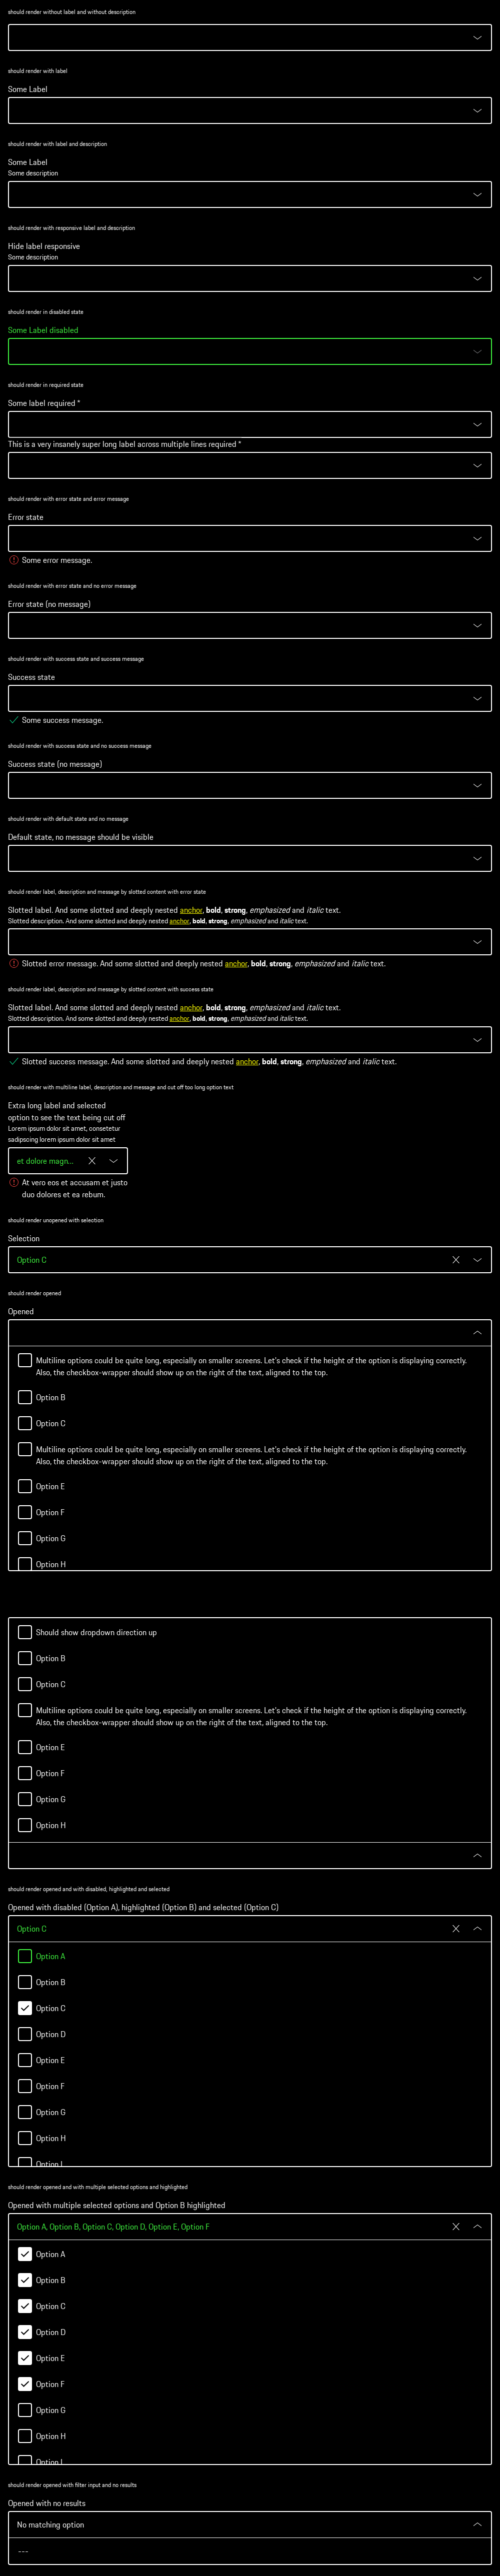 should render without label and without description
should render with label
Some Label
should render with label and description
Some Label
Some description
should render with responsive label and description
Hide label responsive
Some description
should render in disabled state
Some Label disabled
should render in required state
Some label required *
This is a very insanely super long label across multiple lines required *
should render with error state and error message
Error state
Some error message.
should render with error state and no error message
Error state (no message)
should render with success state and success message
Success state
Some success message.
should render with success state and no success message
Success state (no message)
should render with default state and no message
Default state, no message should be visible
should render label, description and message by slotted content with error state
Slotted label. And some slotted and deeply nested anchor, bold, strong, emphasized and italic text.
Slotted description. And some slotted and deeply nested anchor, bold, strong, emphasized and italic text.
Slotted error message. And some slotted and deeply nested anchor, bold, strong, emphasized and italic text.
should render label, description and message by slotted content with success state
Slotted label. And some slotted and deeply nested anchor, bold, strong, emphasized and italic text.
Slotted description. And some slotted and deeply nested anchor, bold, strong, emphasized and italic text.
Slotted success message. And some slotted and deeply nested anchor, bold, strong, emphasized and italic text.
should render with multiline label, description and message and cut off too long option text
Extra long label and selected
option to see the text being cut off
Lorem ipsum dolor sit amet, consetetur
sadipscing lorem ipsum dolor sit amet
et dolore magn...
At vero eos et accusam et justo
duo dolores et ea rebum.
should render unopened with selection
Selection
Option C
should render opened
Opened
Multiline options could be quite long, especially on smaller screens. Let's check if the height of the option is displaying correctly.
Also, the checkbox-wrapper should show up on the right of the text, aligned to the top.
Option B
Option C
Multiline options could be quite long, especially on smaller screens. Let's check if the height of the option is displaying correctly.
Also, the checkbox-wrapper should show up on the right of the text, aligned to the top.
Option E
Option F
Option G
Option H
Should show dropdown direction up
Option B
Option C
Multiline options could be quite long, especially on smaller screens. Let's check if the height of the option is displaying correctly.
Also, the checkbox-wrapper should show up on the right of the text, aligned to the top.
Option E
Option F
Option G
Option H
should render opened and with disabled, highlighted and selected
Opened with disabled (Option A), highlighted (Option B) and selected (Option C)
Option C
Option A
Option B
Option C
Option D
Option E
Option F
Option G
Option H
Option I
should render opened and with multiple selected options and highlighted
Opened with multiple selected options and Option B highlighted
Option A, Option B, Option C, Option D, Option E, Option F
Option A
Option B
Option C
Option D
Option E
Option F
Option G
Option H
Option I
should render opened with filter input and no results
Opened with no results
No matching option
---